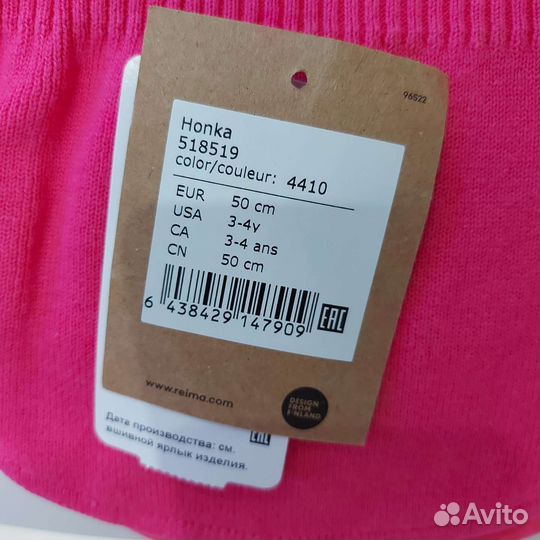 96522
Honka
518519
color/couleur: 4410
EUR 50 cm
USA 3-4y
CA 3-4 ans
CN 50 cm
6 438429 147909
EAC
www.reima.com
DESIGN
FROM
FINLAND
Дата производства: см.
вшивной ярлык изделия.
EAC
Avito